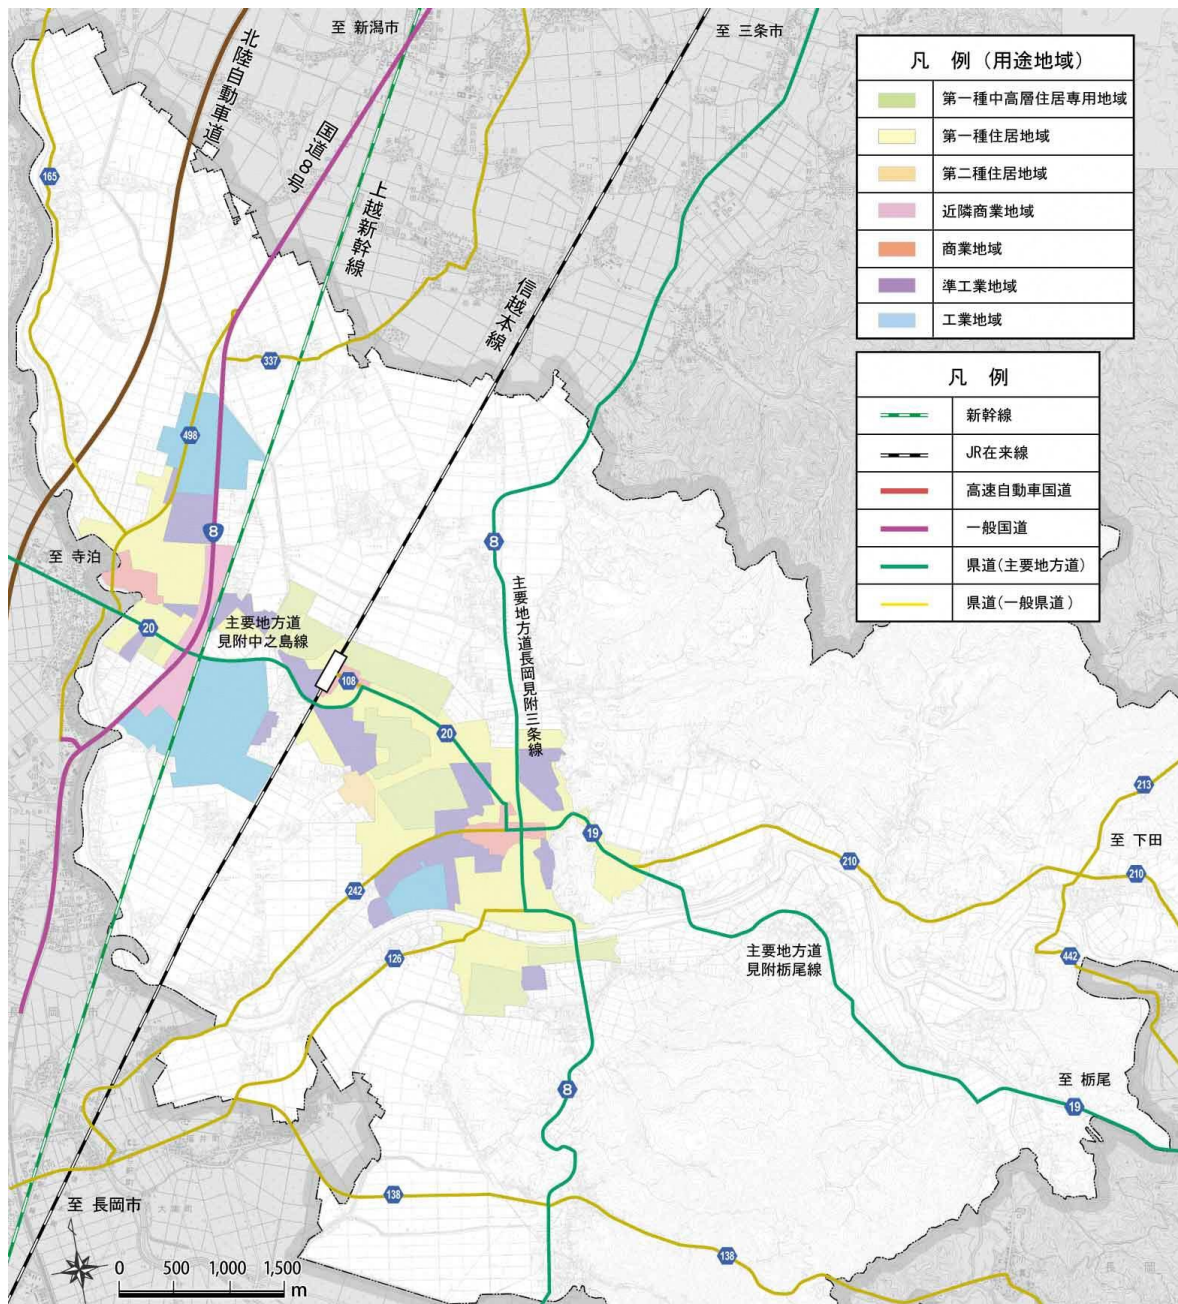 至 新潟市
至 三条市
北陸自動車道
国道8号
上越新幹線
信越本線
凡 例 (用途地域)
第一種中高層住居専用地域
第一種住居地域
第二種住居地域
近隣商業地域
商業地域
準工業地域
工業地域
凡 例
新幹線
JR在来線
高速自動車国道
一般国道
県道(主要地方道)
県道(一般県道)
165
337
498
8
8
至 寺泊
20
主要地方道
見附中之島線
主要地方道長岡見附三条線
108
20
19
213
至 下田
210
210
242
126
主要地方道
見附栃尾線
442
至 栃尾
19
8
至 長岡市
138
138
0 500 1,000 1,500
m